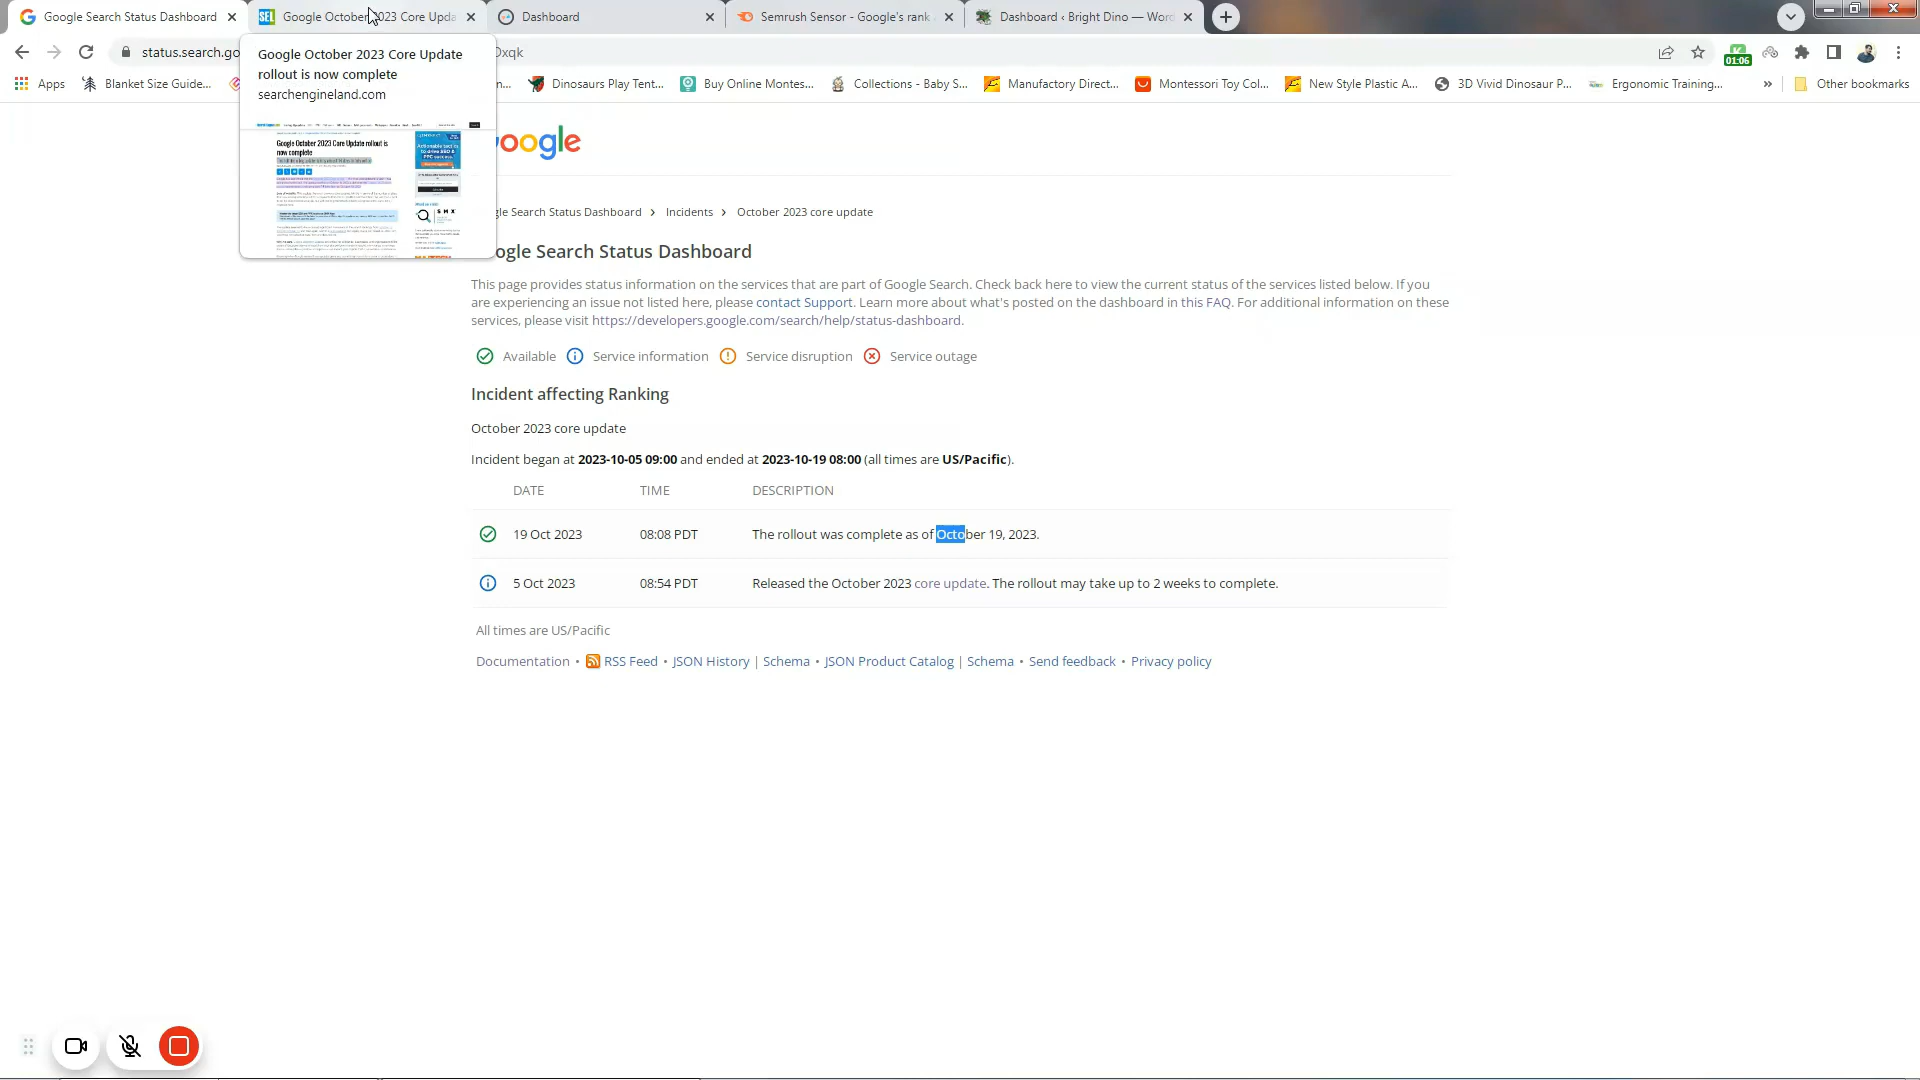 Google Search Status Dashboard
Google October 2023 Core Upda
Dashboard
Semrush Sensor - Google's rank
Dashboard ‹ Bright Dino — Word
status.search.go
0xqk
01:06
Apps
Blanket Size Guide...
n...
Dinosaurs Play Tent...
Buy Online Montes...
Collections - Baby S...
Manufactory Direct...
Montessori Toy Col...
New Style Plastic A...
3D Vivid Dinosaur P...
Ergonomic Training...
»
Other bookmarks
Google October 2023 Core Update
rollout is now complete
searchengineland.com
Google October 2023 Core Update rollout is
now complete
SMX
oogle
gle Search Status Dashboard > Incidents > October 2023 core update
oogle Search Status Dashboard
This page provides status information on the services that are part of Google Search. Check back here to view the current status of the services listed below. If you
are experiencing an issue not listed here, please contact Support. Learn more about what's posted on the dashboard in this FAQ. For additional information on these
services, please visit https://developers.google.com/search/help/status-dashboard.
Available Service information Service disruption Service outage
Incident affecting Ranking
October 2023 core update
Incident began at 2023-10-05 09:00 and ended at 2023-10-19 08:00 (all times are US/Pacific).
DATE TIME DESCRIPTION
19 Oct 2023 08:08 PDT The rollout was complete as of October 19, 2023.
5 Oct 2023 08:54 PDT Released the October 2023 core update. The rollout may take up to 2 weeks to complete.
All times are US/Pacific
Documentation • RSS Feed • JSON History | Schema • JSON Product Catalog | Schema • Send feedback • Privacy policy